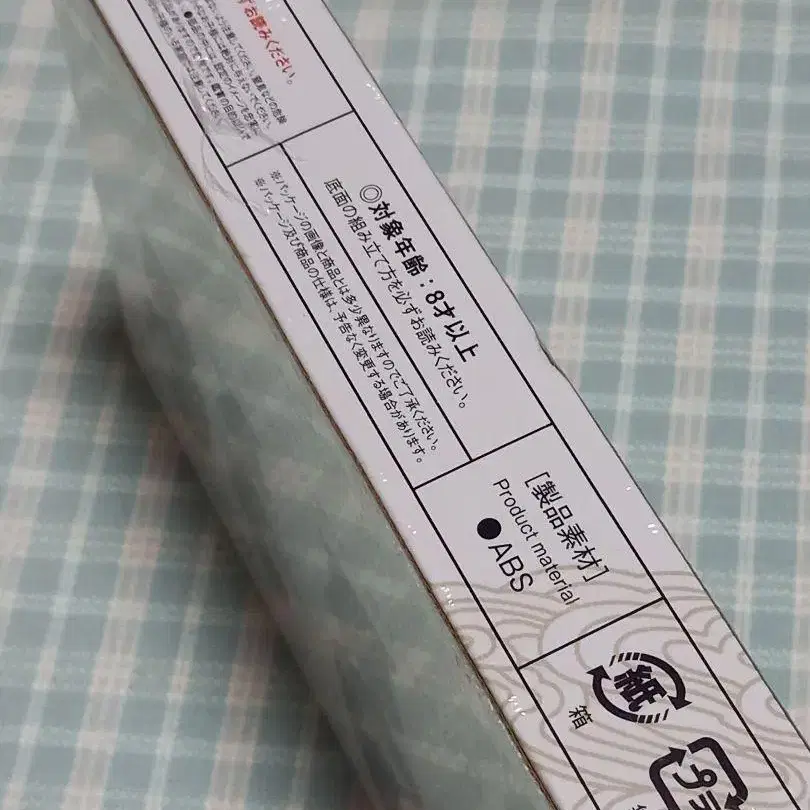 ずお読みください。
◎対象年齢：8才以上
底面の組み立て方を必ずお読みください。
※パッケージの画像と商品とは多少異なりますのでご了承ください。
※パッケージ及び商品の仕様は、予告なく変更する場合があります。
［製品素材］
Product material
●ABS
紙
箱
プラ